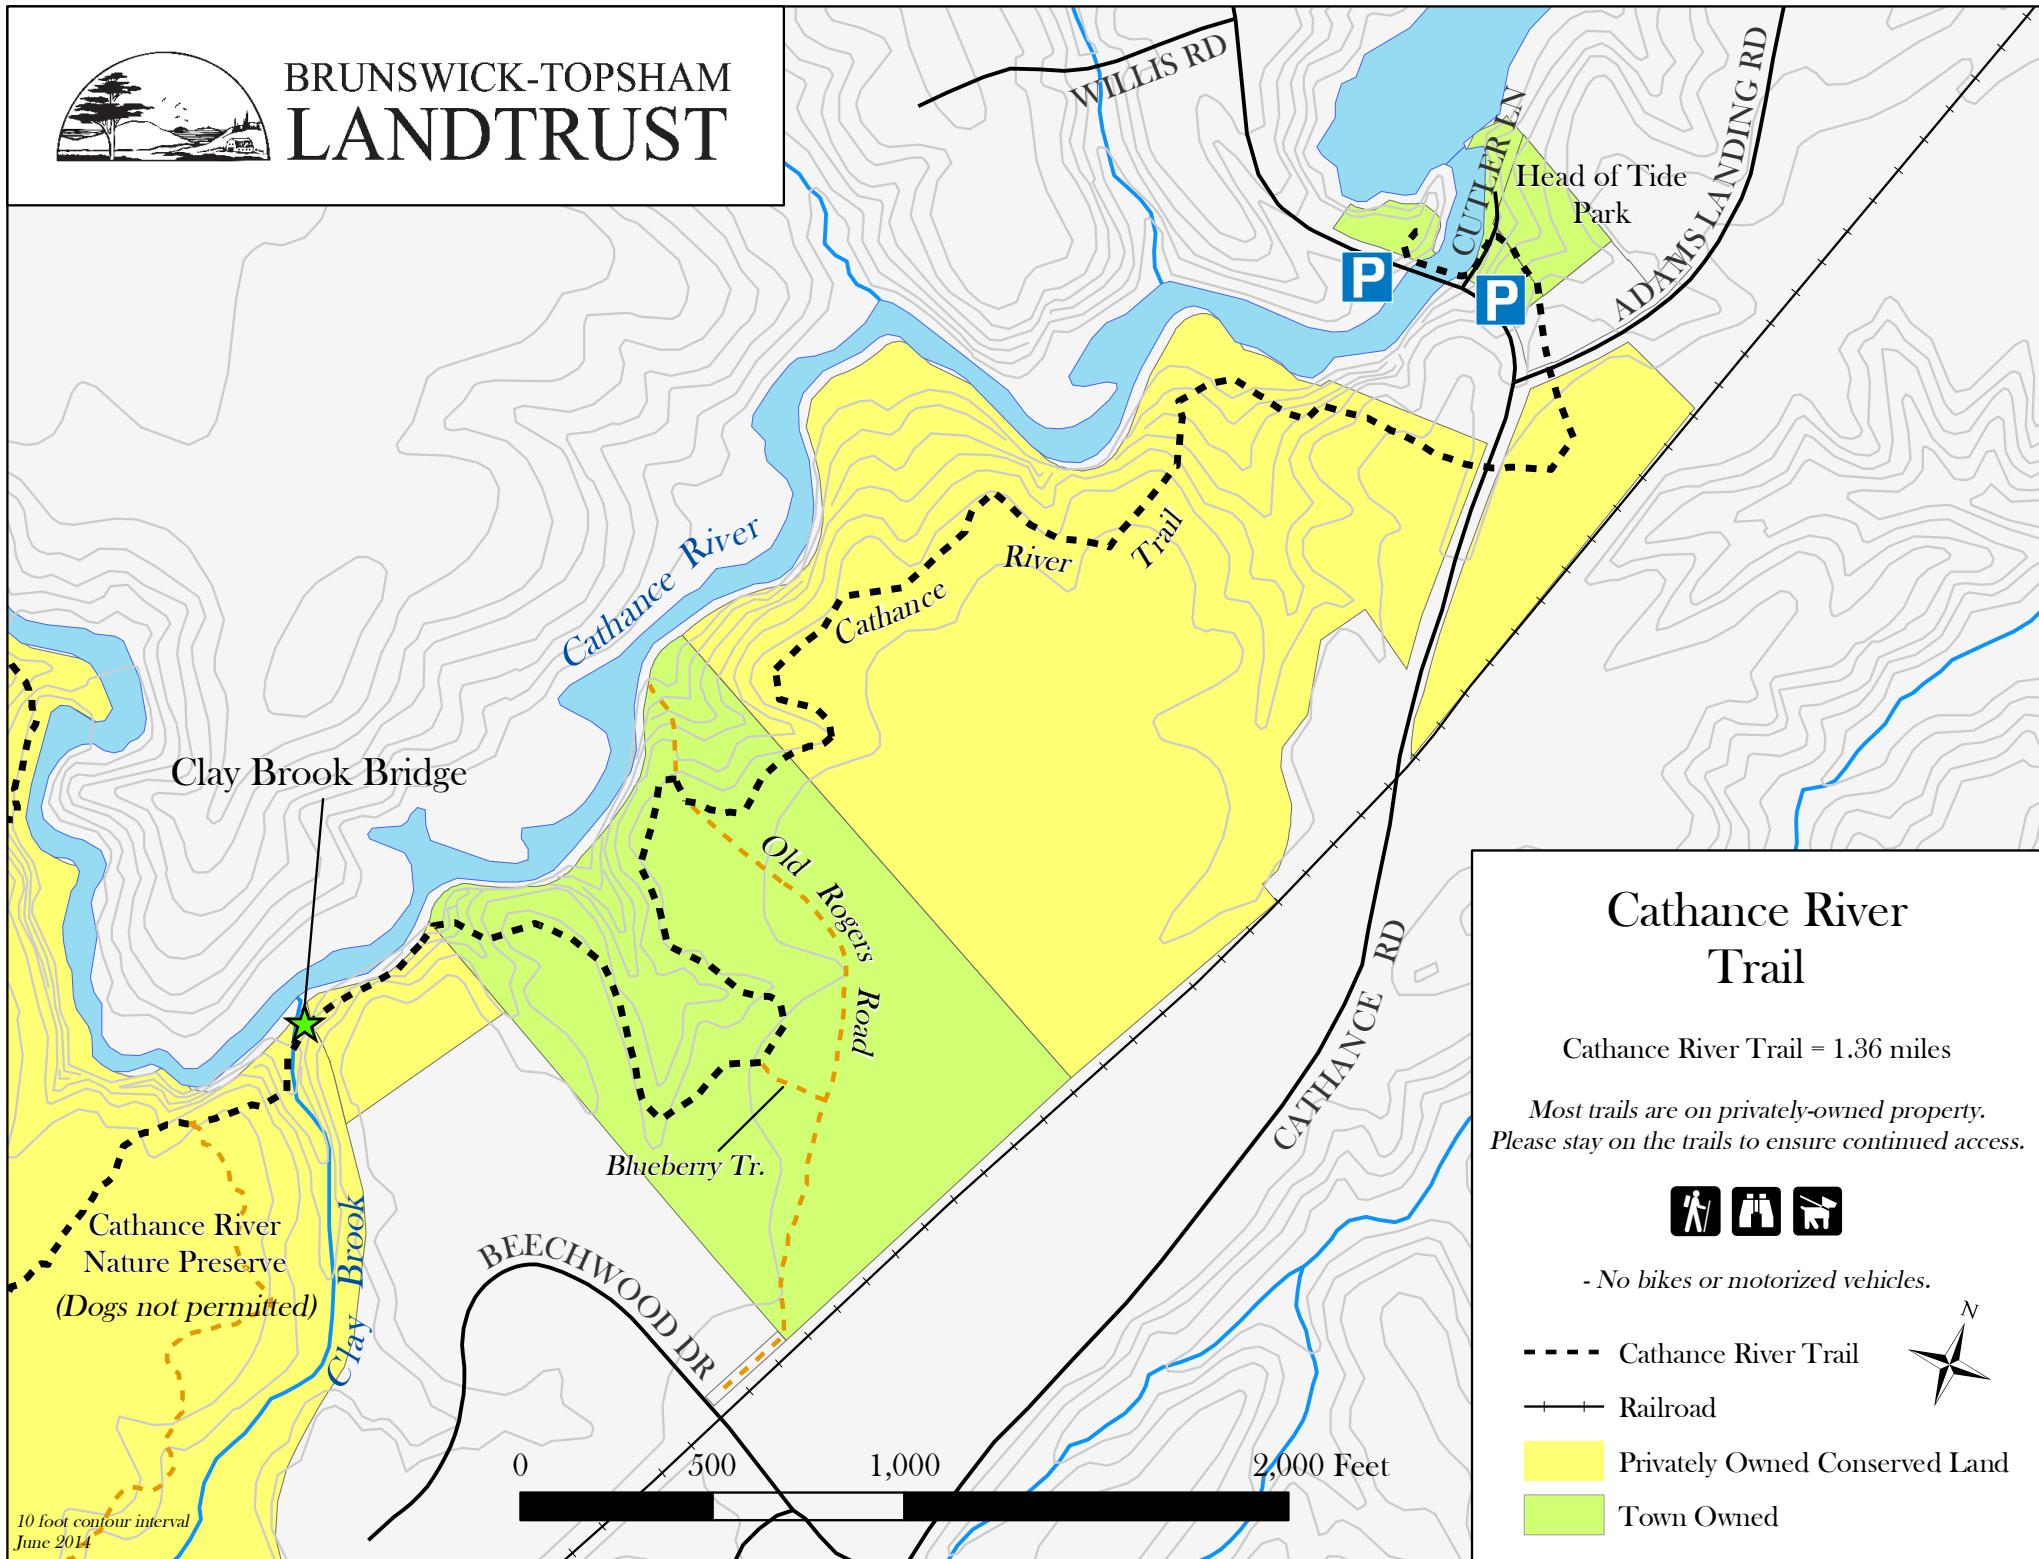 BRUNSWICK-TOPSHAM
LANDTRUST
WILLIS RD
CUTLER LN
Head of Tide
Park
ADAMS LANDING RD
P
P
Cathance River
Cathance River Trail
Clay Brook Bridge
Old Rogers Road
Blueberry Tr.
CATHANCE RD
Cathance River
Nature Preserve
(Dogs not permitted)
Clay Brook
BEECHWOOD DR
Cathance River
Trail
Cathance River Trail = 1.36 miles
Most trails are on privately-owned property.
Please stay on the trails to ensure continued access.
- No bikes or motorized vehicles.
N
Cathance River Trail
Railroad
Privately Owned Conserved Land
Town Owned
0 500 1,000 2,000 Feet
10 foot contour interval
June 2014